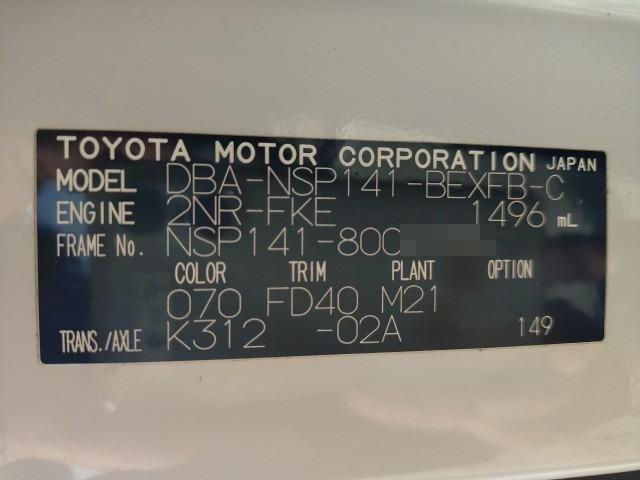 TOYOTA MOTOR CORPORATION JAPAN
MODEL DBA-NSP141-BEXFB-C
ENGINE 2NR-FKE 1496 mL
FRAME No. NSP141-800
COLOR TRIM PLANT OPTION
070 FD40 M21
TRANS./AXLE K312 -02A 149